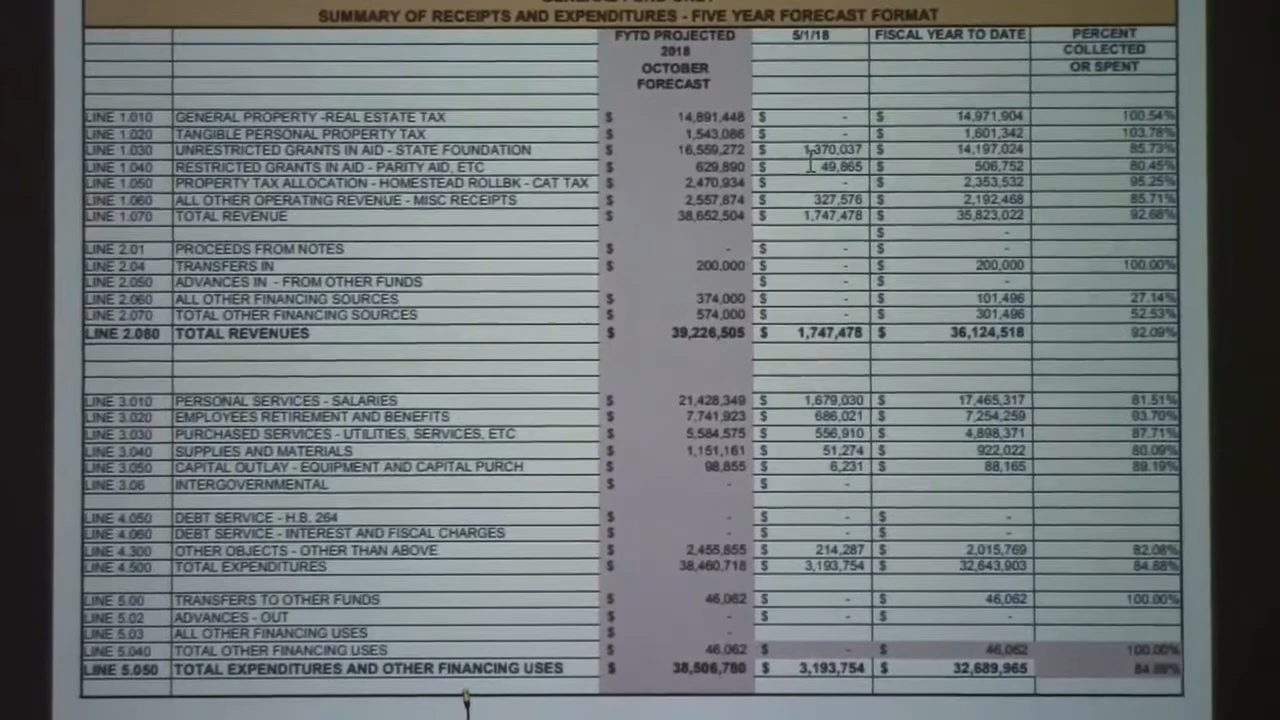 SUMMARY OF RECEIPTS AND EXPENDITURES - FIVE YEAR FORECAST FORMAT
FYTD PROJECTED 5/1/18 FISCAL YEAR TO DATE PERCENT
2018 COLLECTED
OCTOBER OR SPENT
FORECAST
LINE 1.010 GENERAL PROPERTY -REAL ESTATE TAX $ 14,891,448 $ - $ 14,971,904 100.54%
LINE 1.020 TANGIBLE PERSONAL PROPERTY TAX $ 1,543,086 $ - $ 1,601,342 103.78%
LINE 1.030 UNRESTRICTED GRANTS IN AID - STATE FOUNDATION $ 16,559,272 $ 1,370,037 $ 14,197,024 85.73%
LINE 1.040 RESTRICTED GRANTS IN AID - PARITY AID, ETC $ 629,890 $ 49,865 $ 506,752 80.45%
LINE 1.050 PROPERTY TAX ALLOCATION - HOMESTEAD ROLLBK - CAT TAX $ 2,470,934 $ - $ 2,353,532 95.25%
LINE 1.060 ALL OTHER OPERATING REVENUE - MISC RECEIPTS $ 2,557,874 $ 327,576 $ 2,192,468 85.71%
LINE 1.070 TOTAL REVENUE $ 38,652,504 $ 1,747,478 $ 35,823,022 92.68%
$ -
LINE 2.01 PROCEEDS FROM NOTES $ - $ - $ -
LINE 2.04 TRANSFERS IN $ 200,000 $ - $ 200,000 100.00%
LINE 2.050 ADVANCES IN - FROM OTHER FUNDS $ - $ -
LINE 2.060 ALL OTHER FINANCING SOURCES $ 374,000 $ - $ 101,496 27.14%
LINE 2.070 TOTAL OTHER FINANCING SOURCES $ 574,000 $ - $ 301,496 52.53%
LINE 2.080 TOTAL REVENUES $ 39,226,505 $ 1,747,478 $ 36,124,518 92.09%
LINE 3.010 PERSONAL SERVICES - SALARIES $ 21,428,349 $ 1,679,030 $ 17,465,317 81.51%
LINE 3.020 EMPLOYEES RETIREMENT AND BENEFITS $ 7,741,923 $ 686,021 $ 7,254,259 93.70%
LINE 3.030 PURCHASED SERVICES - UTILITIES, SERVICES, ETC $ 5,584,575 $ 556,910 $ 4,898,371 87.71%
LINE 3.040 SUPPLIES AND MATERIALS $ 1,151,161 $ 51,274 $ 922,022 80.09%
LINE 3.050 CAPITAL OUTLAY - EQUIPMENT AND CAPITAL PURCH $ 98,855 $ 6,231 $ 88,165 89.19%
LINE 3.06 INTERGOVERNMENTAL $ - $ -
LINE 4.050 DEBT SERVICE - H.B. 264 $ - $ - $ -
LINE 4.060 DEBT SERVICE - INTEREST AND FISCAL CHARGES $ - $ - $ -
LINE 4.300 OTHER OBJECTS - OTHER THAN ABOVE $ 2,455,855 $ 214,287 $ 2,015,769 82.08%
LINE 4.500 TOTAL EXPENDITURES $ 38,460,718 $ 3,193,754 $ 32,643,903 84.88%
LINE 5.00 TRANSFERS TO OTHER FUNDS $ 46,062 $ - $ 46,062 100.00%
LINE 5.02 ADVANCES - OUT $ - $ - $ -
LINE 5.03 ALL OTHER FINANCING USES $ -
LINE 5.040 TOTAL OTHER FINANCING USES $ 46,062 $ - $ 46,062 100.00%
LINE 5.050 TOTAL EXPENDITURES AND OTHER FINANCING USES $ 38,506,780 $ 3,193,754 $ 32,689,965 84.89%